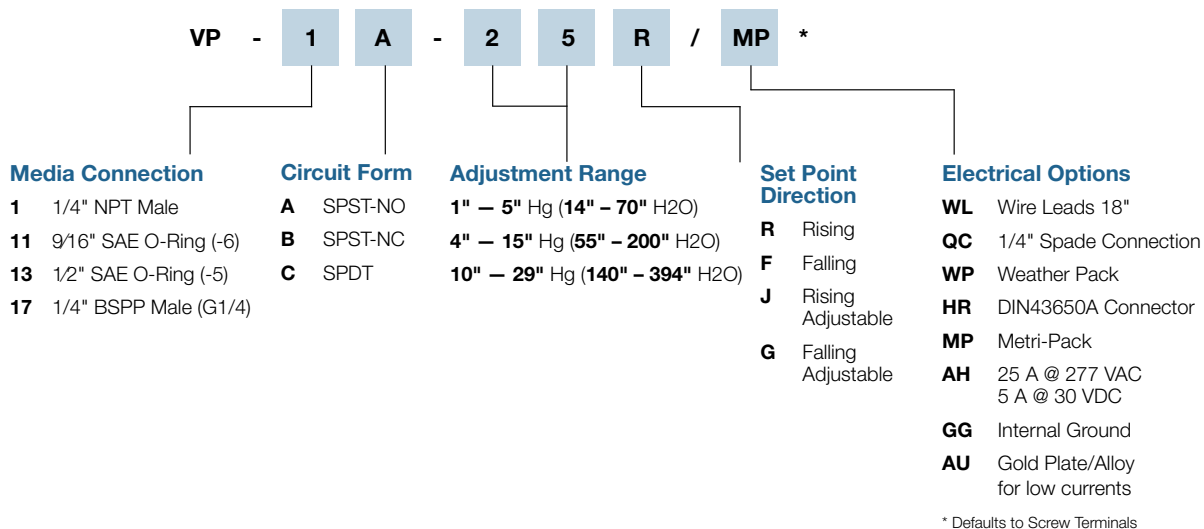 VP - 1 A - 2 5 R / MP *
Media Connection
1 1/4" NPT Male
11 9⁄16" SAE O-Ring (-6)
13 1⁄2" SAE O-Ring (-5)
17 1/4" BSPP Male (G1/4)
Circuit Form
A SPST-NO
B SPST-NC
C SPDT
Adjustment Range
1" — 5" Hg (14" – 70" H2O)
4" — 15" Hg (55" – 200" H2O)
10" — 29" Hg (140" – 394" H2O)
Set Point
Direction
R Rising
F Falling
J Rising
Adjustable
G Falling
Adjustable
Electrical Options
WL Wire Leads 18"
QC 1/4" Spade Connection
WP Weather Pack
HR DIN43650A Connector
MP Metri-Pack
AH 25 A @ 277 VAC
5 A @ 30 VDC
GG Internal Ground
AU Gold Plate/Alloy
for low currents
* Defaults to Screw Terminals